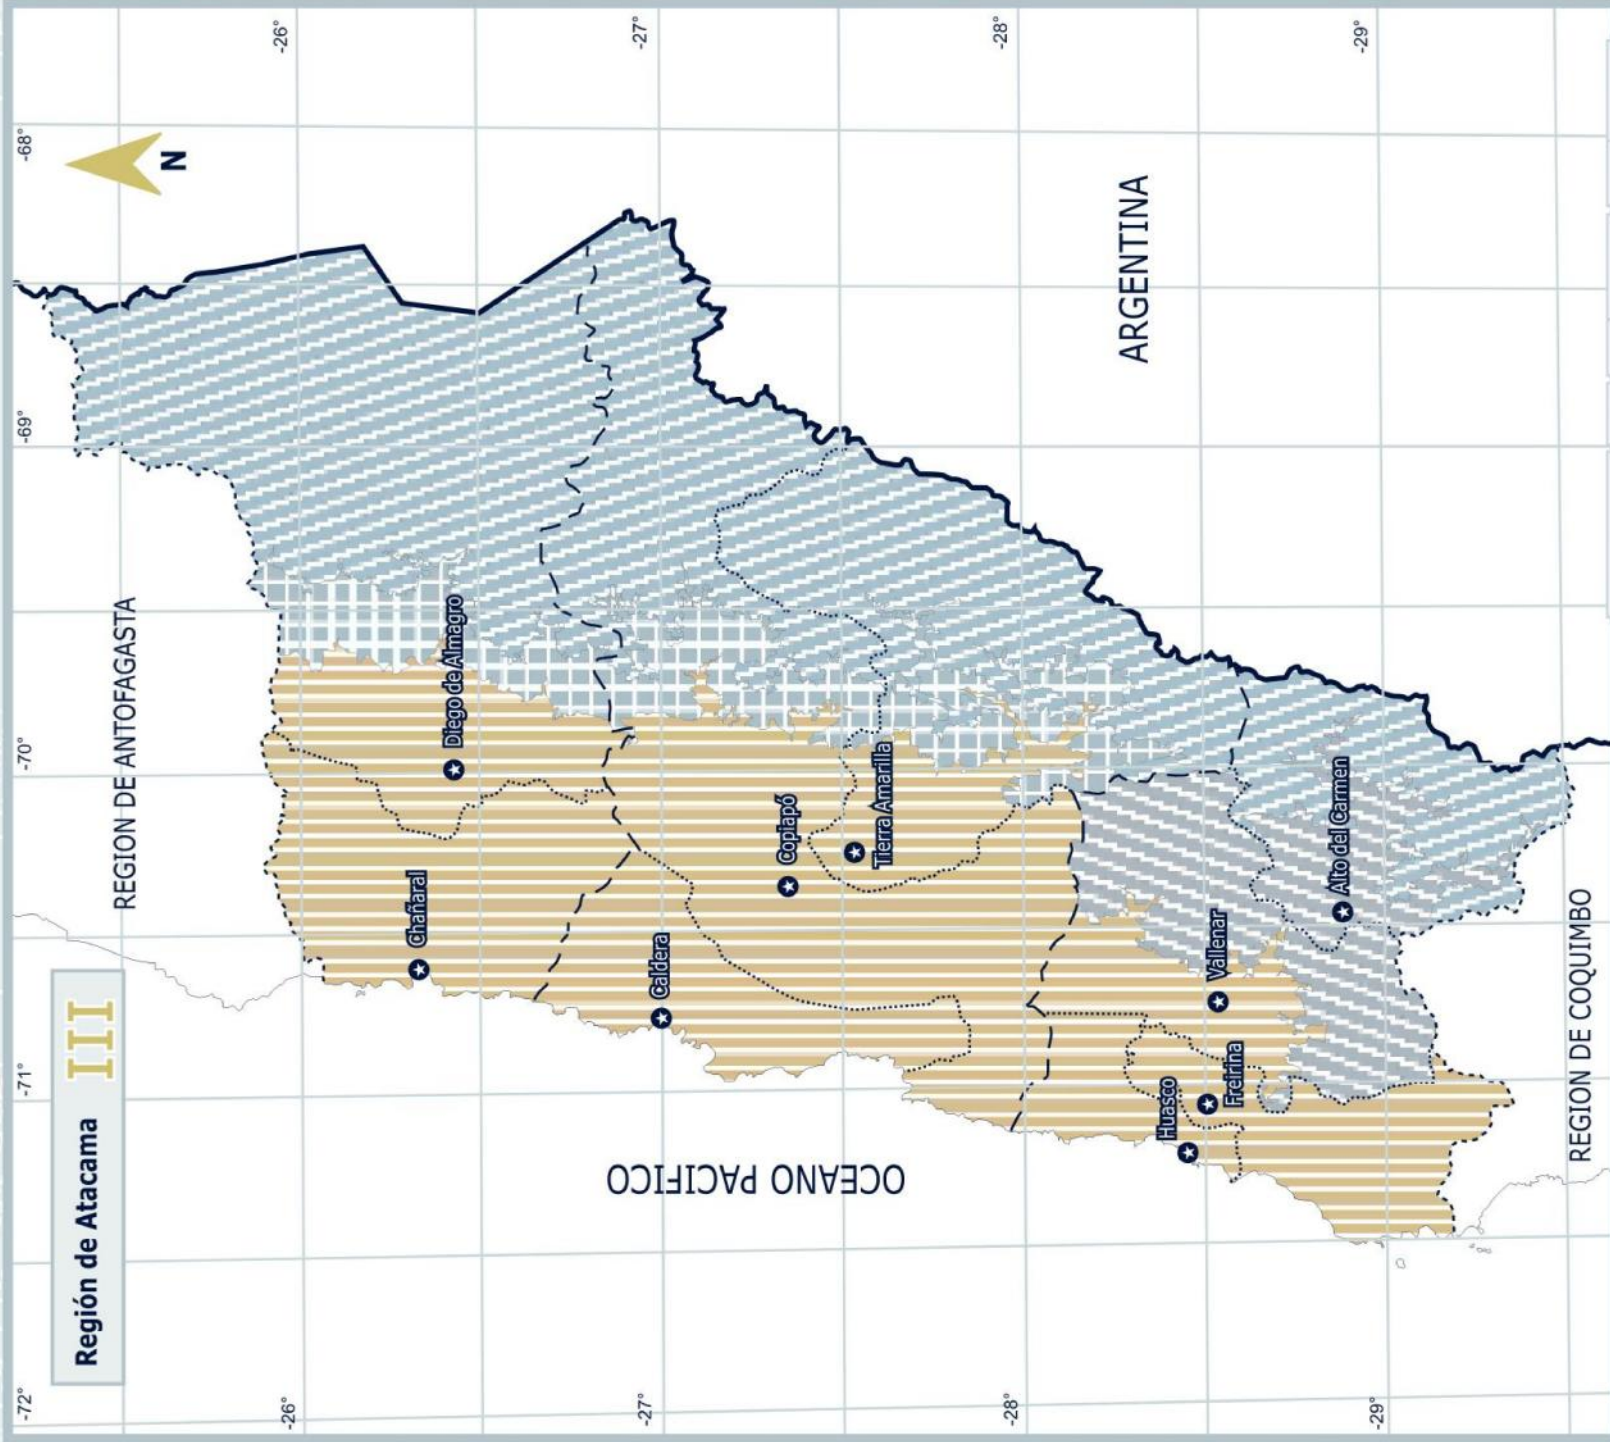 -72°
-71°
-70°
-69°
-68°
Región de Atacama III
REGION DE ANTOFAGASTA
N
-26°
-26°
Chañaral
Diego de Almagro
-27°
-27°
Caldera
Copiapó
OCEANO PACIFICO
Tierra Amarilla
-28°
-28°
ARGENTINA
Huasco
Freirina
Vallenar
Alto del Carmen
-29°
-29°
REGION DE COQUIMBO